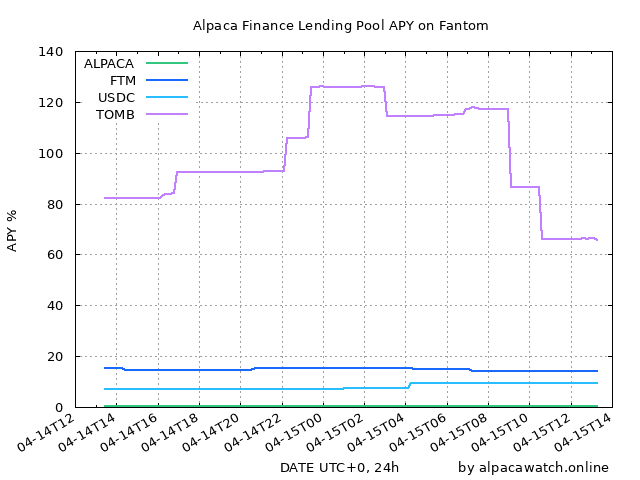 Alpaca Finance Lending Pool APY on Fantom
140
120
100
80
60
40
20
0
APY %
ALPACA
FTM
USDC
TOMB
04-14T12
04-14T14
04-14T16
04-14T18
04-14T20
04-14T22
04-15T00
04-15T02
04-15T04
04-15T06
04-15T08
04-15T10
04-15T12
04-15T14
DATE UTC+0, 24h
by alpacawatch.online